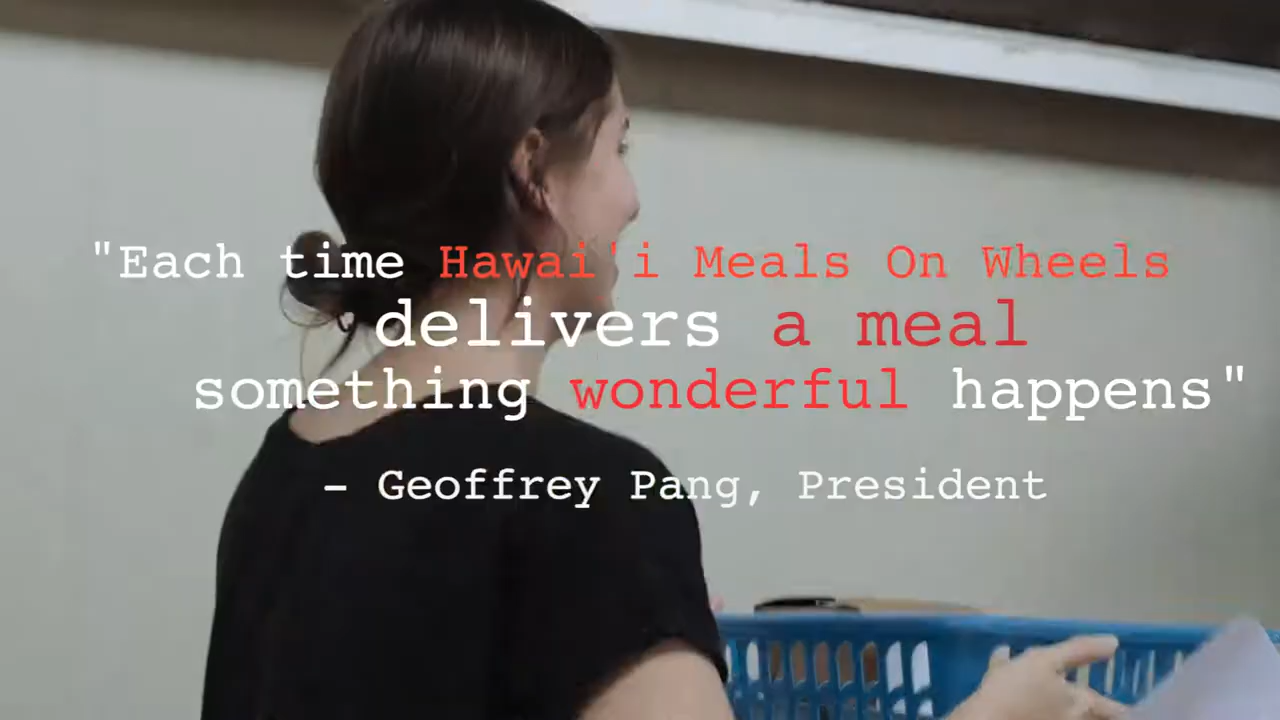 "Each time Hawai'i Meals On Wheels
delivers a meal
something wonderful happens"
- Geoffrey Pang, President